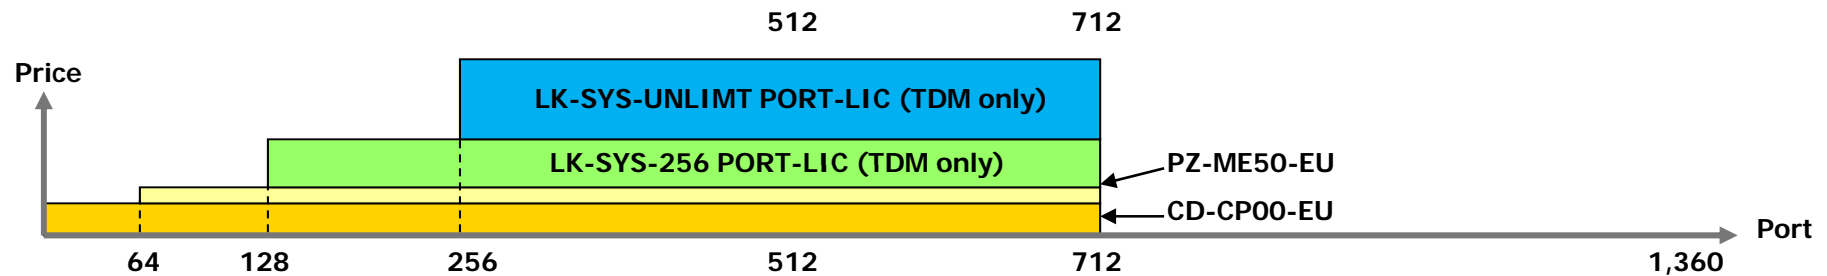 512 712
Price
LK-SYS-UNLIMT PORT-LIC (TDM only)
LK-SYS-256 PORT-LIC (TDM only)
PZ-ME50-EU
CD-CP00-EU
Port
64 128 256 512 712 1,360